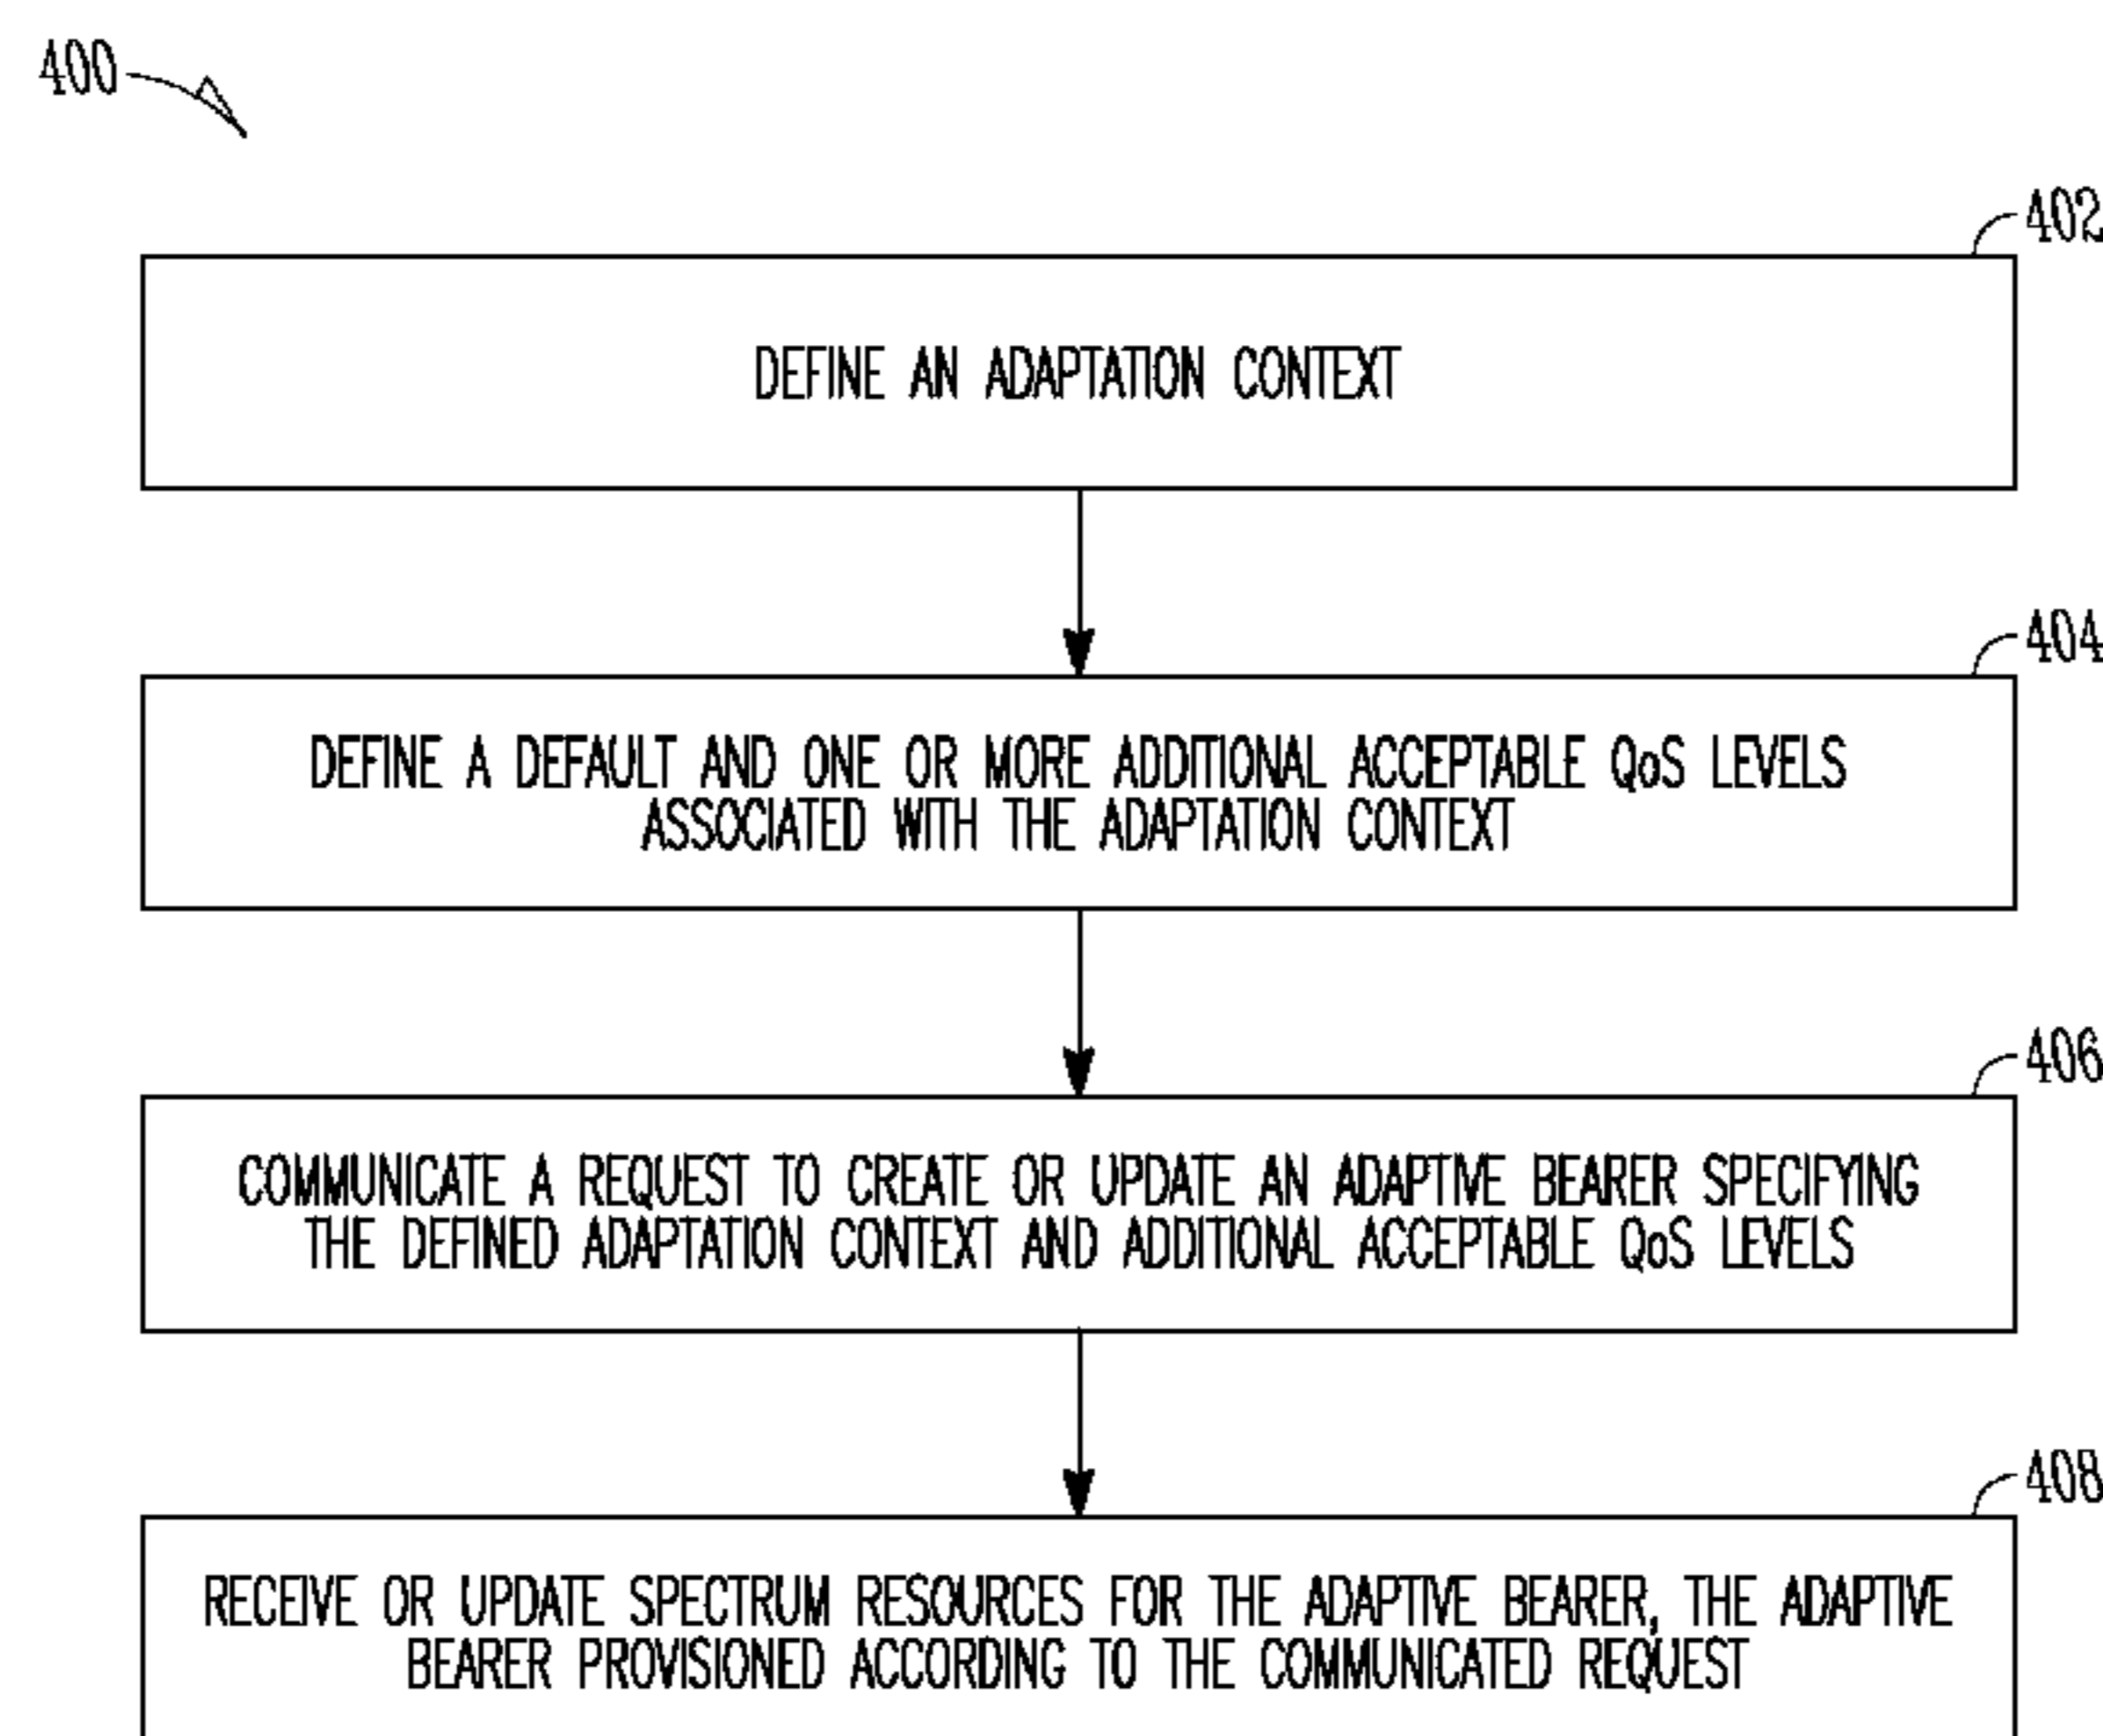 400
402
DEFINE AN ADAPTATION CONTEXT
404
DEFINE A DEFAULT AND ONE OR MORE ADDITIONAL ACCEPTABLE QoS LEVELS
ASSOCIATED WITH THE ADAPTATION CONTEXT
406
COMMUNICATE A REQUEST TO CREATE OR UPDATE AN ADAPTIVE BEARER SPECIFYING
THE DEFINED ADAPTATION CONTEXT AND ADDITIONAL ACCEPTABLE QoS LEVELS
408
RECEIVE OR UPDATE SPECTRUM RESOURCES FOR THE ADAPTIVE BEARER, THE ADAPTIVE
BEARER PROVISIONED ACCORDING TO THE COMMUNICATED REQUEST